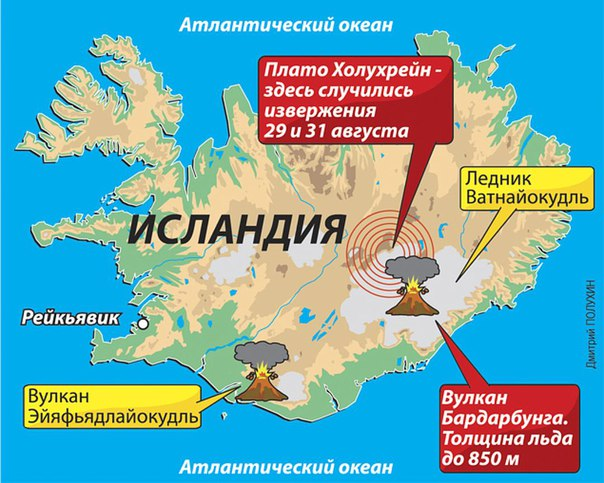 Атлантический океан
Плато Холухрейн -
здесь случились
извержения
29 и 31 августа
Ледник
Ватнайокудль
ИСЛАНДИЯ
Рейкьявик
Вулкан
Эйяфьядлайокудль
Вулкан
Бардарбунга.
Толщина льда
до 850 м
Атлантический океан
Дмитрий ПОЛУХИН